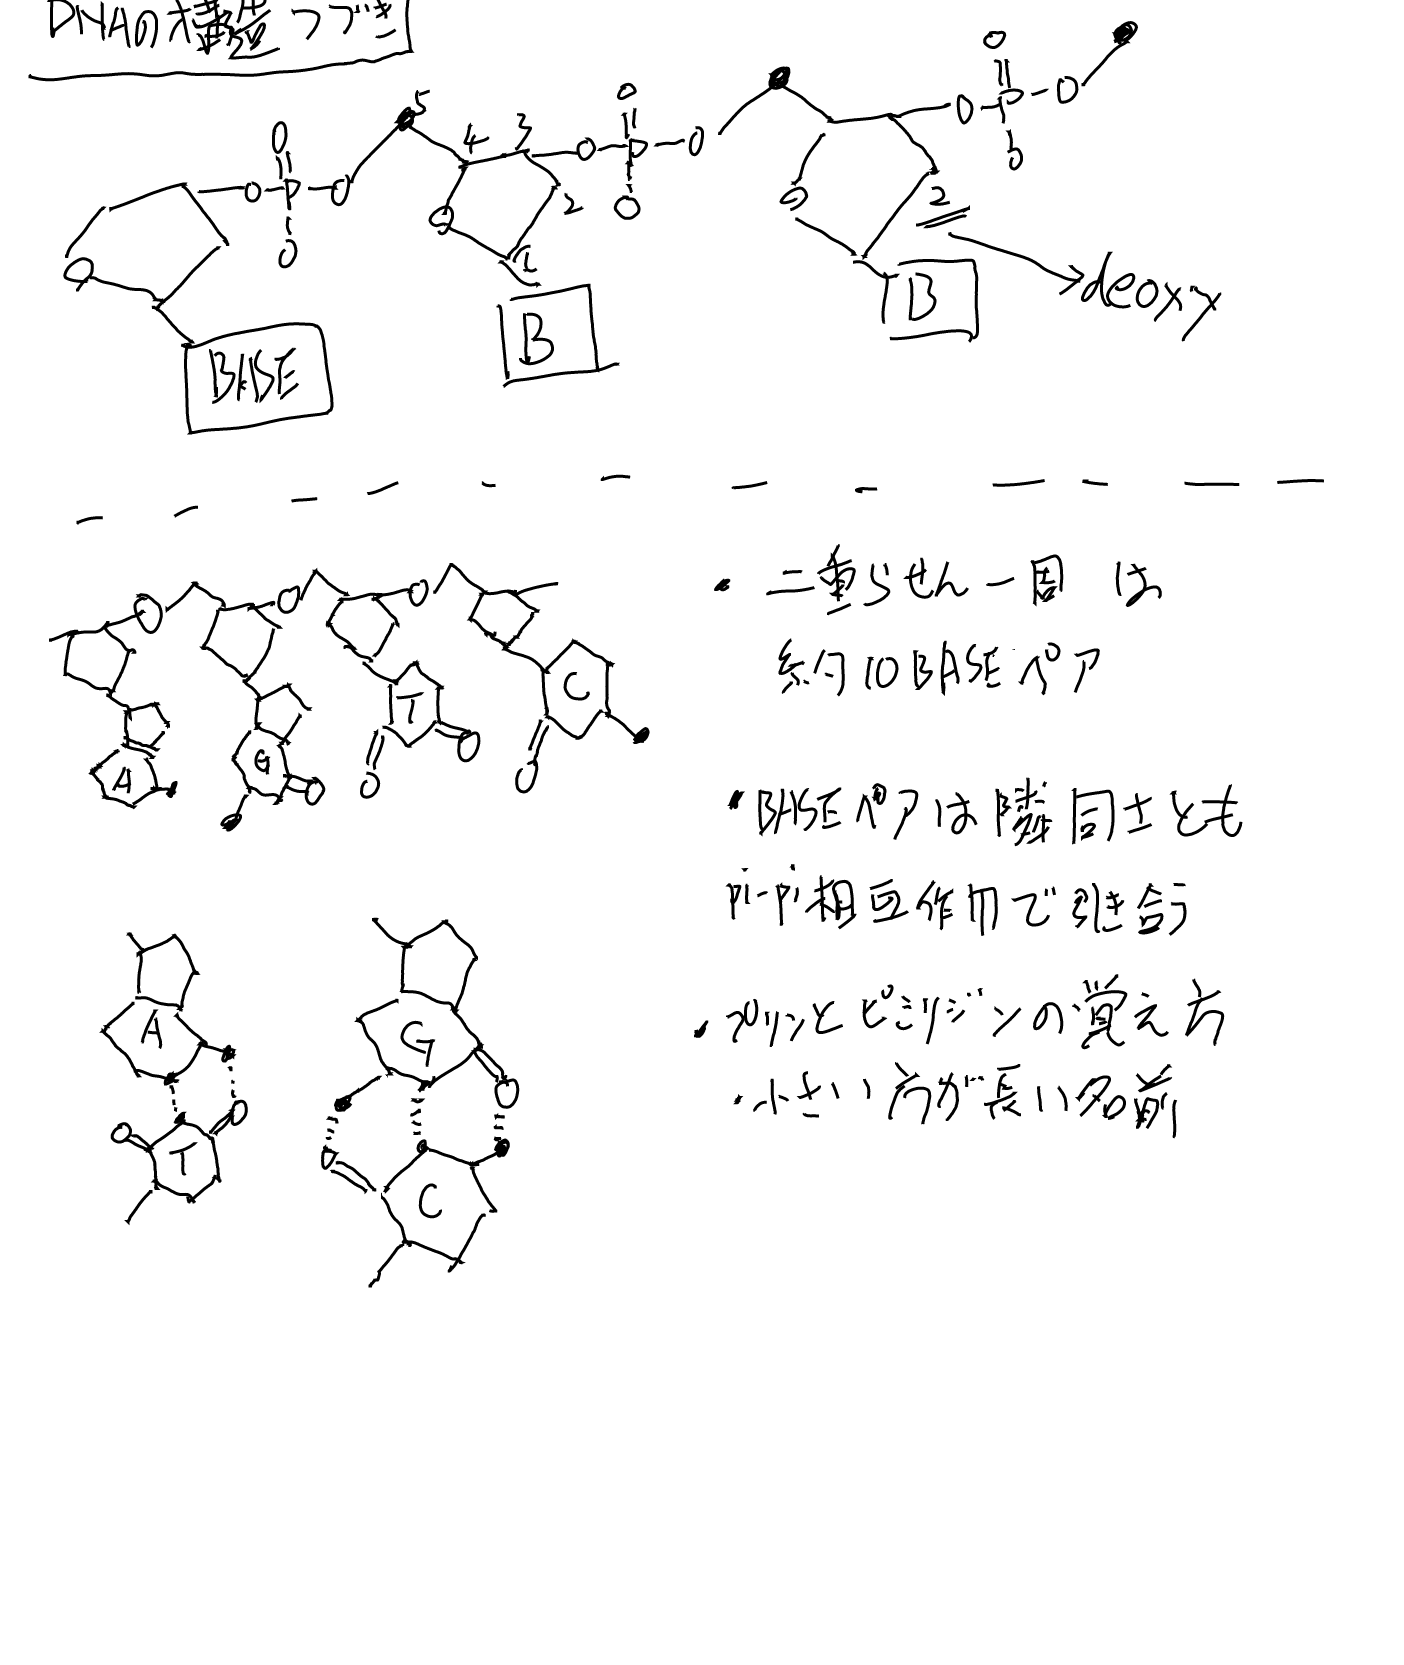 DNAの構造つづき
O O O
5
4 3 O P O
O P O O P O
O O O
O 2 2
O 1
O
BASE B B deoxy
・二重らせん一周は
約10BASEペア
O O O
A G T C
O O O O
・BASEペアは隣同士とも
pi-pi相互作用で引き合う
・プリンとピミリジンの覚え方
・小さい方が長い名前
A G
O O
O O
T C